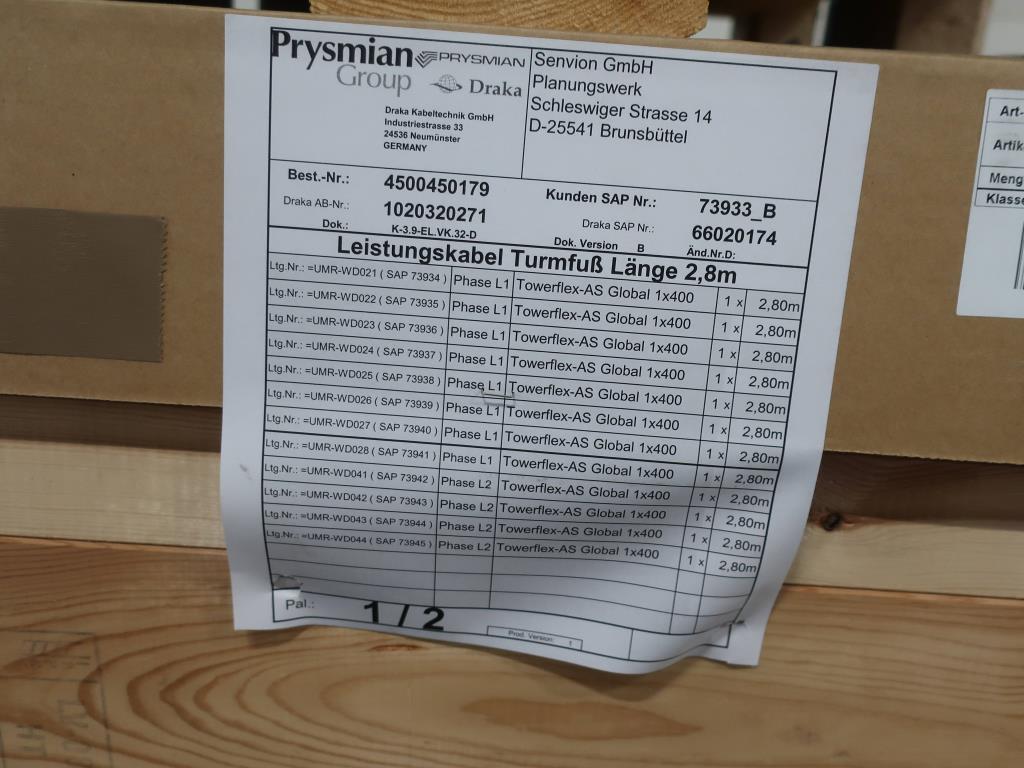 Prysmian
Group
PRYSMIAN
Draka
Draka Kabeltechnik GmbH
Industriestrasse 33
24536 Neumünster
GERMANY
Senvion GmbH
Planungswerk
Schleswiger Strasse 14
D-25541 Brunsbüttel
Best.-Nr.: 4500450179 Kunden SAP Nr.: 73933_B
Draka AB-Nr.: 1020320271 Draka SAP Nr.: 66020174
Dok.: K-3.9-EL.VK.32-D Dok. Version B Änd.Nr.D:
Leistungskabel Turmfuß Länge 2,8m
Ltg.Nr.: =UMR-WD021 ( SAP 73934 ) Phase L1 Towerflex-AS Global 1x400 1 x 2,80m
Ltg.Nr.: =UMR-WD022 ( SAP 73935 ) Phase L1 Towerflex-AS Global 1x400 1 x 2,80m
Ltg.Nr.: =UMR-WD023 ( SAP 73936 ) Phase L1 Towerflex-AS Global 1x400 1 x 2,80m
Ltg.Nr.: =UMR-WD024 ( SAP 73937 ) Phase L1 Towerflex-AS Global 1x400 1 x 2,80m
Ltg.Nr.: =UMR-WD025 ( SAP 73938 ) Phase L1 Towerflex-AS Global 1x400 1 x 2,80m
Ltg.Nr.: =UMR-WD026 ( SAP 73939 ) Phase L1 Towerflex-AS Global 1x400 1 x 2,80m
Ltg.Nr.: =UMR-WD027 ( SAP 73940 ) Phase L1 Towerflex-AS Global 1x400 1 x 2,80m
Ltg.Nr.: =UMR-WD028 ( SAP 73941 ) Phase L1 Towerflex-AS Global 1x400 1 x 2,80m
Ltg.Nr.: =UMR-WD041 ( SAP 73942 ) Phase L2 Towerflex-AS Global 1x400 1 x 2,80m
Ltg.Nr.: =UMR-WD042 ( SAP 73943 ) Phase L2 Towerflex-AS Global 1x400 1 x 2,80m
Ltg.Nr.: =UMR-WD043 ( SAP 73944 ) Phase L2 Towerflex-AS Global 1x400 1 x 2,80m
Ltg.Nr.: =UMR-WD044 ( SAP 73945 ) Phase L2 Towerflex-AS Global 1x400 1 x 2,80m
Pal.: 1 / 2 Prod. Version: 1
Art-
Artik
Meng
Klasse